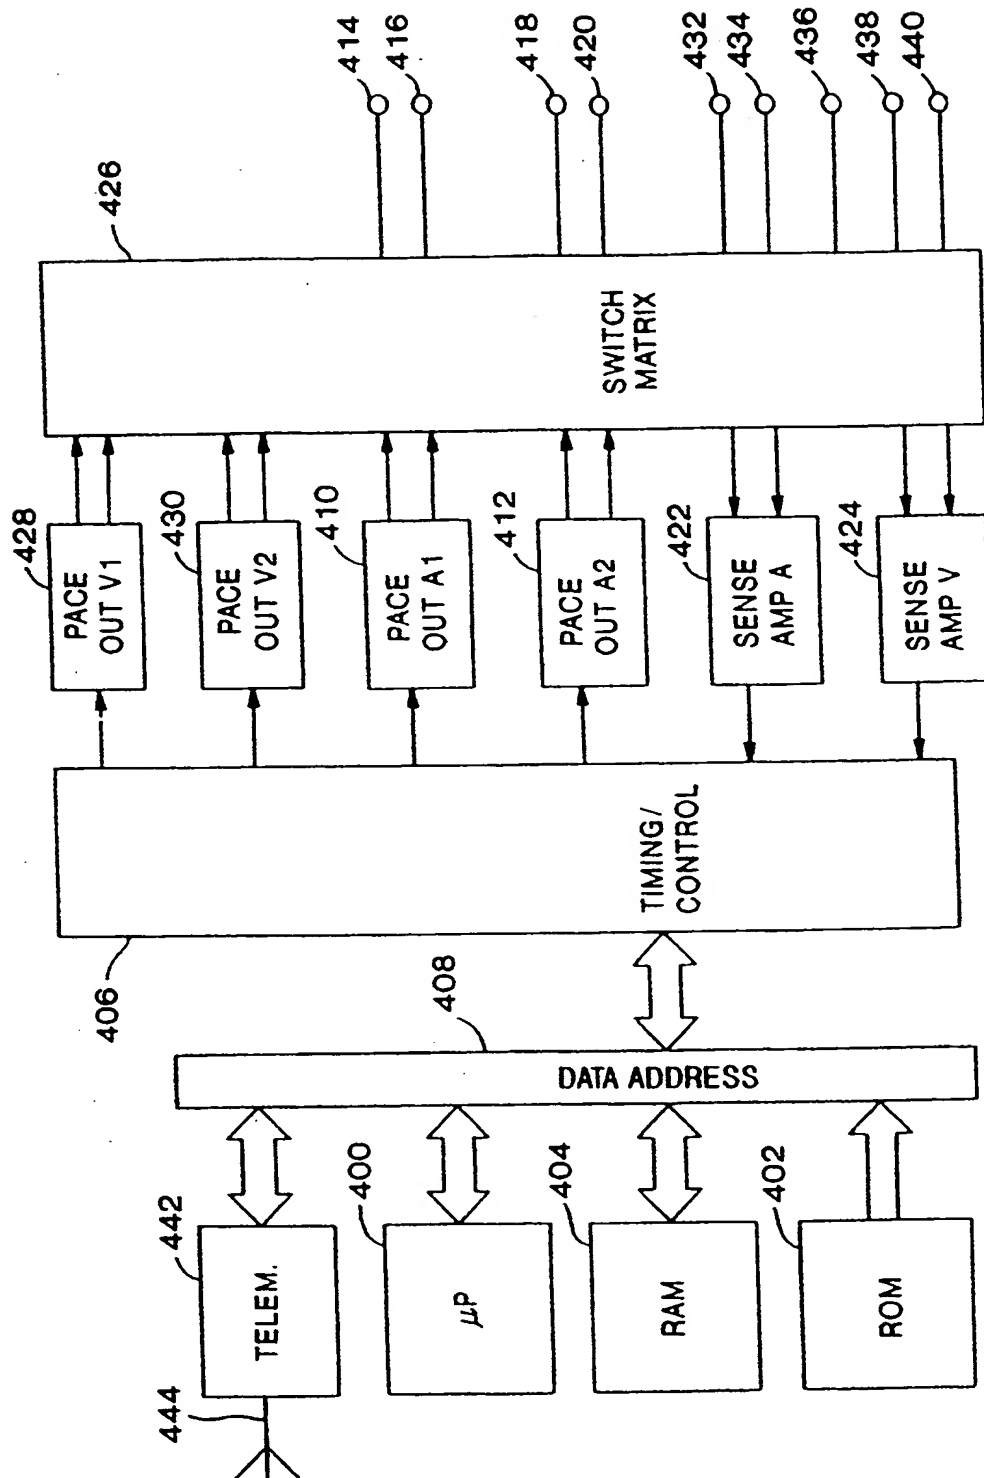 444
442
TELEM.
400
μP
404
RAM
402
ROM
408
DATA ADDRESS
406
TIMING/
CONTROL
428
PACE
OUT V1
430
PACE
OUT V2
410
PACE
OUT A1
412
PACE
OUT A2
422
SENSE
AMP A
424
SENSE
AMP V
426
SWITCH
MATRIX
414
416
418
420
432
434
436
438
440